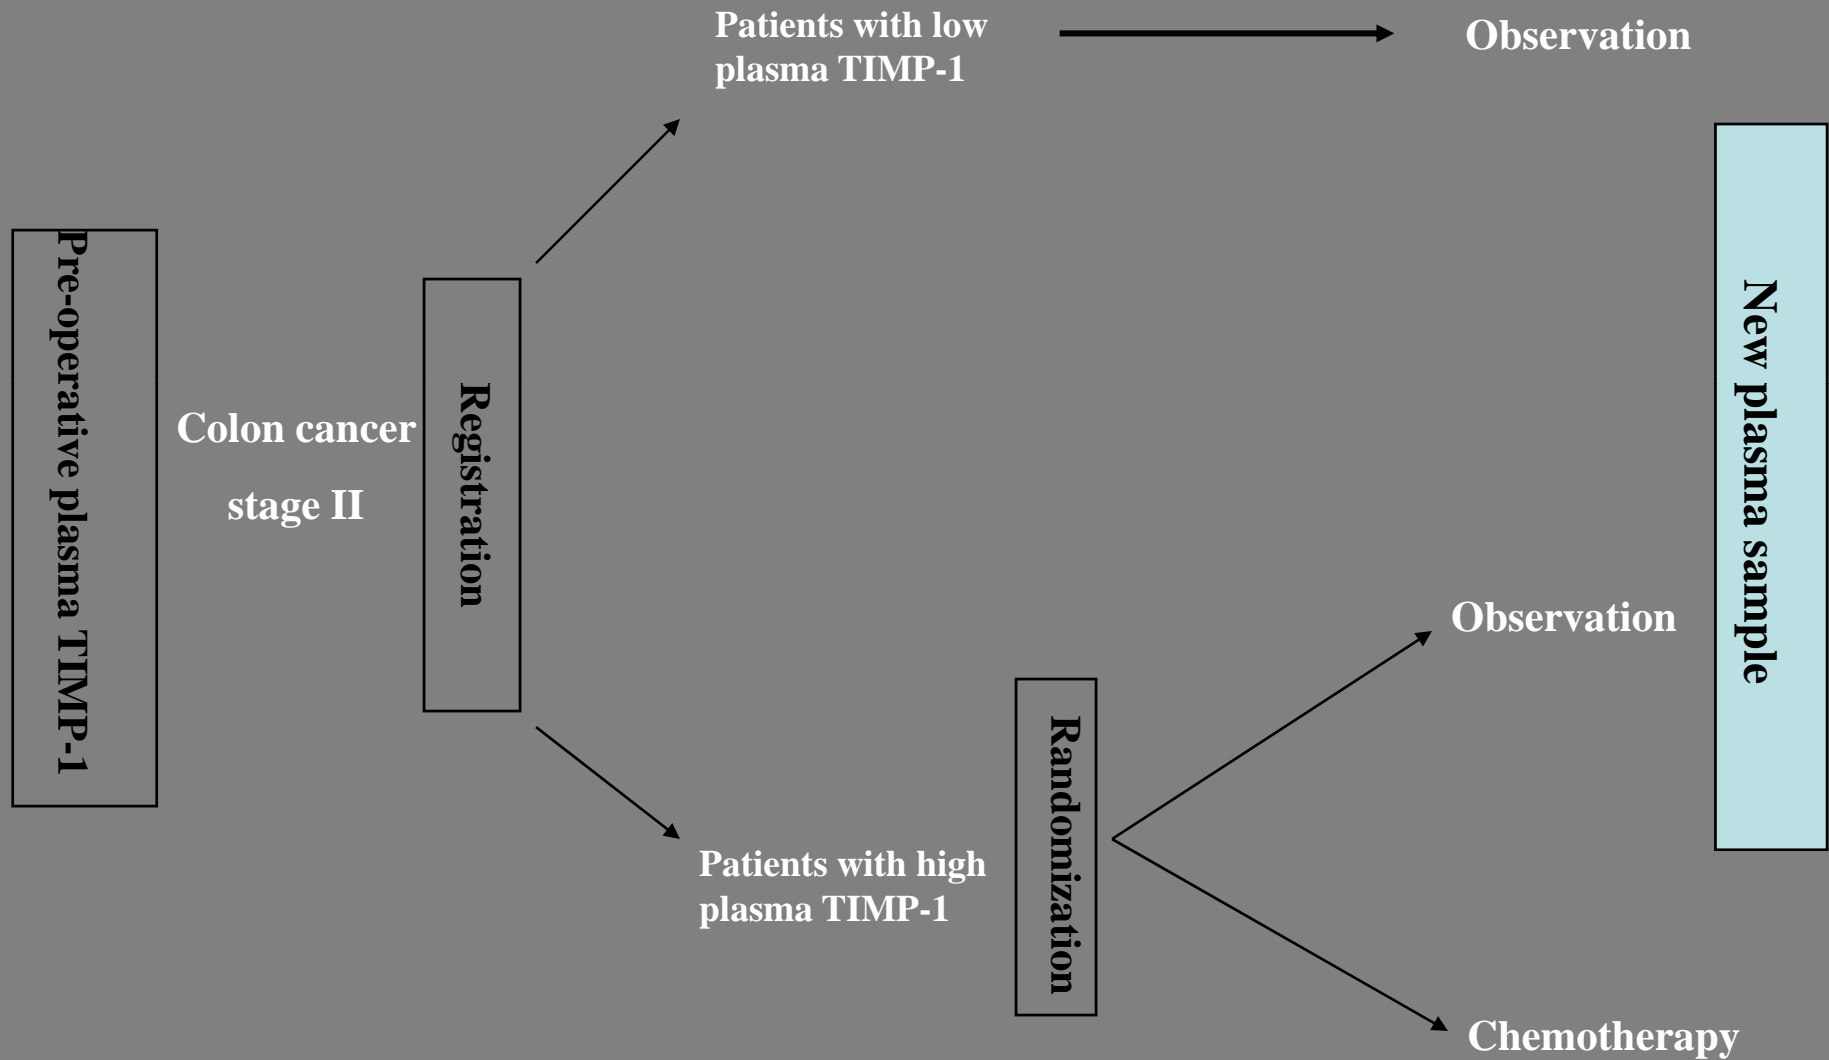 Pre-operative plasma TIMP-1
Colon cancer
stage II
Registration
Patients with low
plasma TIMP-1
Observation
Patients with high
plasma TIMP-1
Randomization
Observation
Chemotherapy
New plasma sample